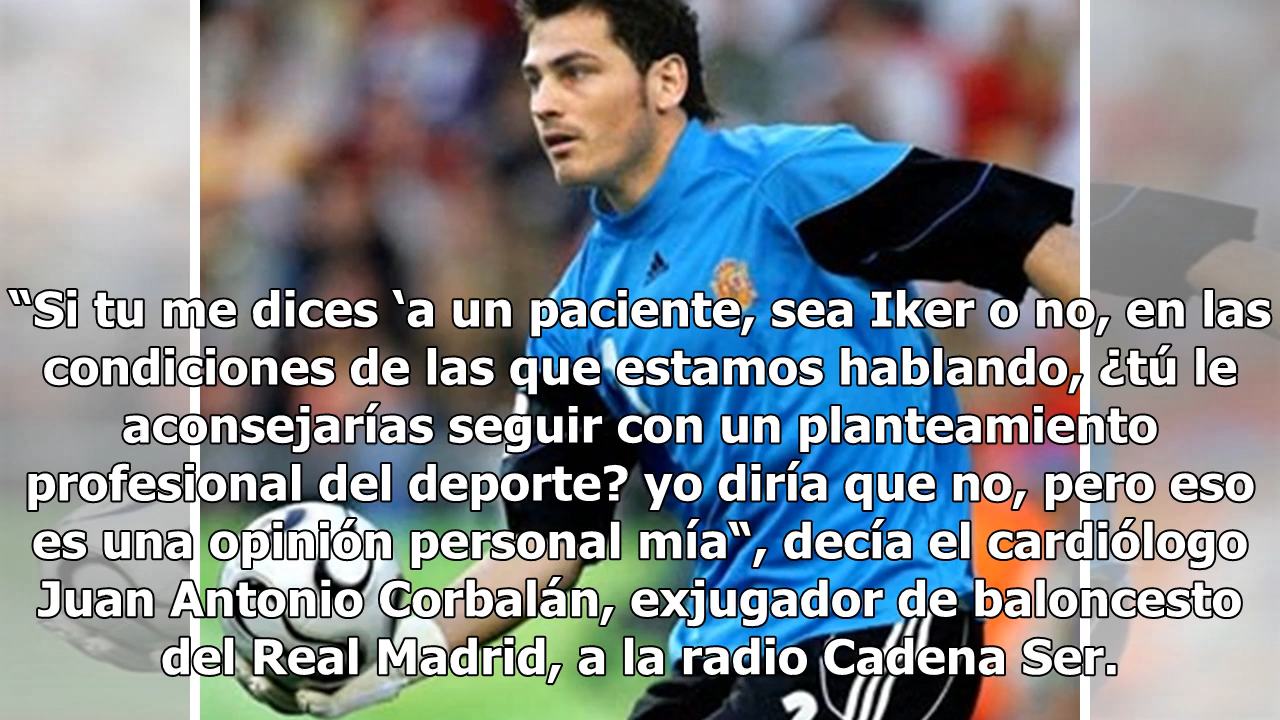 “Si tu me dices ‘a un paciente, sea Iker o no, en las
condiciones de las que estamos hablando, ¿tú le
aconsejarías seguir con un planteamiento
profesional del deporte? yo diría que no, pero eso
es una opinión personal mía“, decía el cardiólogo
Juan Antonio Corbalán, exjugador de baloncesto
del Real Madrid, a la radio Cadena Ser.